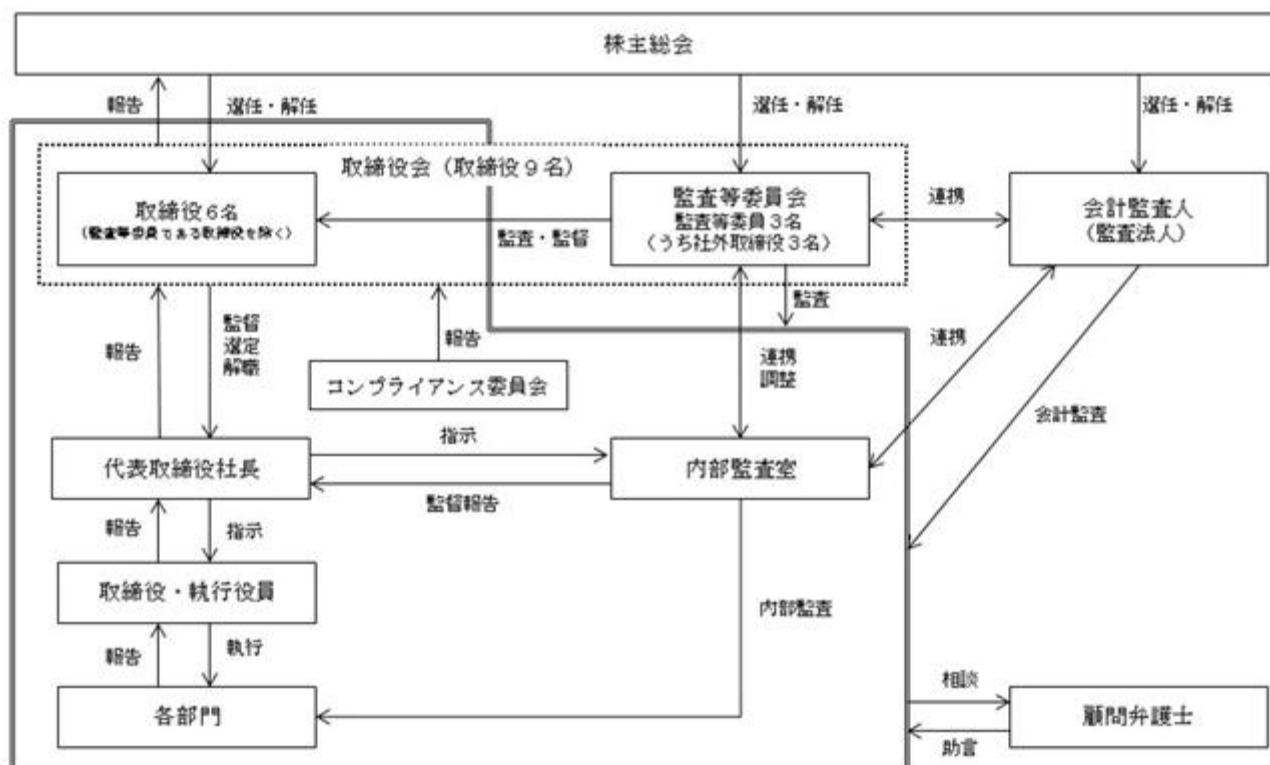 株主総会
報告
選任・解任
選任・解任
選任・解任
取締役会（取締役９名）
取締役６名
（監査等委員である取締役を除く）
監査・監督
監査等委員会
監査等委員３名
（うち社外取締役３名）
連携
会計監査人
（監査法人）
監査
報告
監督
選定
解職
報告
コンプライアンス委員会
連携
調整
連携
会計監査
代表取締役社長
指示
監督報告
内部監査室
報告
指示
取締役・執行役員
内部監査
報告
執行
各部門
相談
助言
顧問弁護士